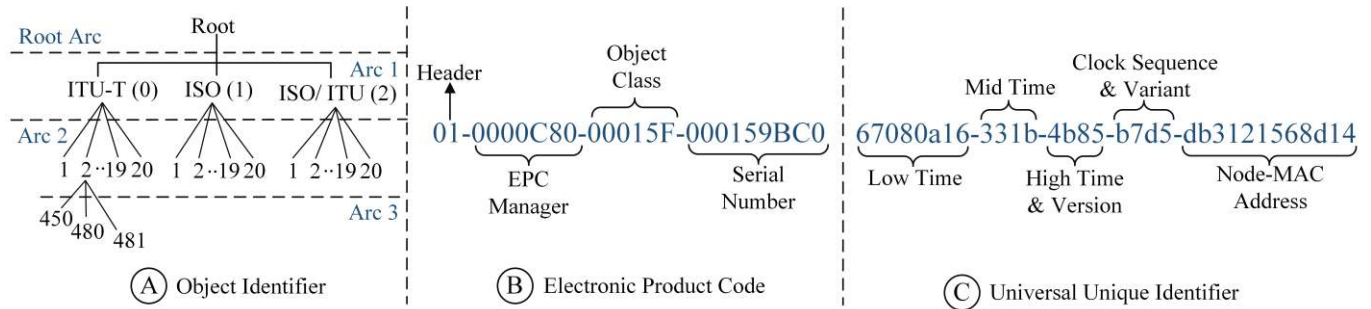 Root
Root Arc
Arc 1
ITU-T (0) ISO (1) ISO/ ITU (2)
Arc 2
1 2··19 20 1 2··19 20 1 2··19 20
Arc 3
450
480
481
A Object Identifier
Header
Object
Class
01-0000C80-00015F-000159BC0
EPC
Manager
Serial
Number
B Electronic Product Code
Mid Time
Clock Sequence
& Variant
67080a16-331b-4b85-b7d5-db3121568d14
Low Time
High Time
& Version
Node-MAC
Address
C Universal Unique Identifier